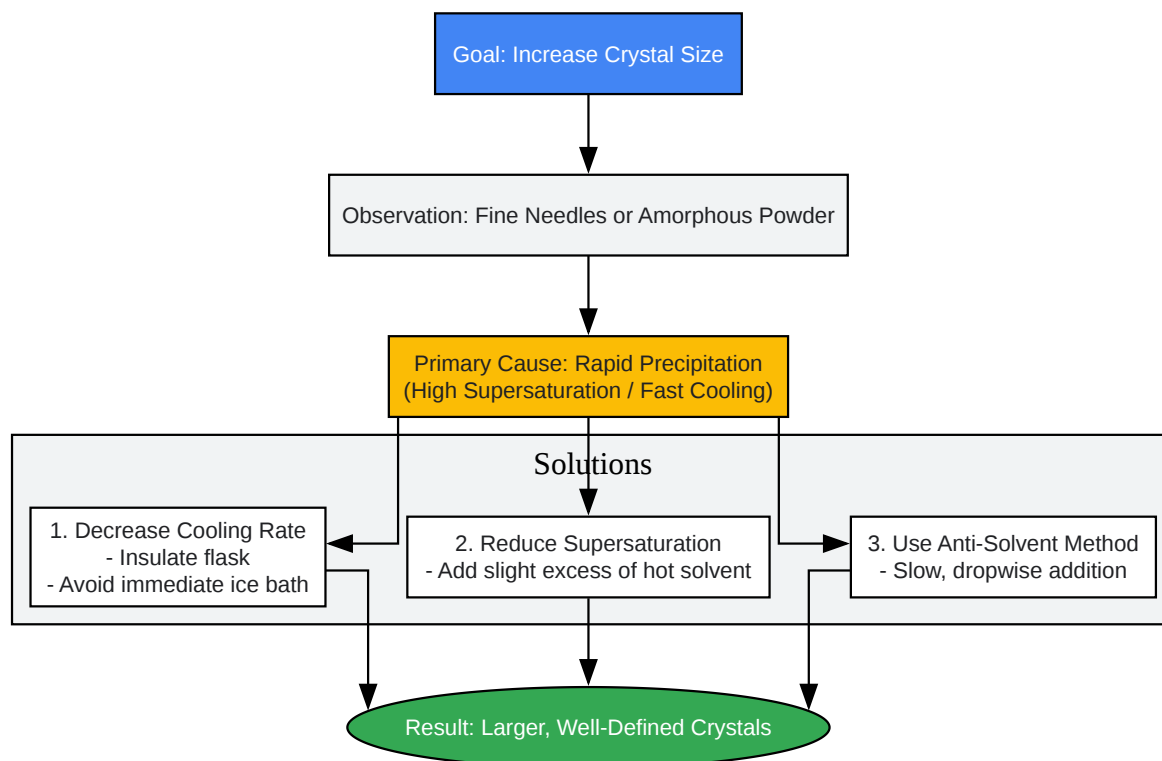 Goal: Increase Crystal Size
Observation: Fine Needles or Amorphous Powder
Primary Cause: Rapid Precipitation
(High Supersaturation / Fast Cooling)
Solutions
1. Decrease Cooling Rate
- Insulate flask
- Avoid immediate ice bath
2. Reduce Supersaturation
- Add slight excess of hot solvent
3. Use Anti-Solvent Method
- Slow, dropwise addition
Result: Larger, Well-Defined Crystals